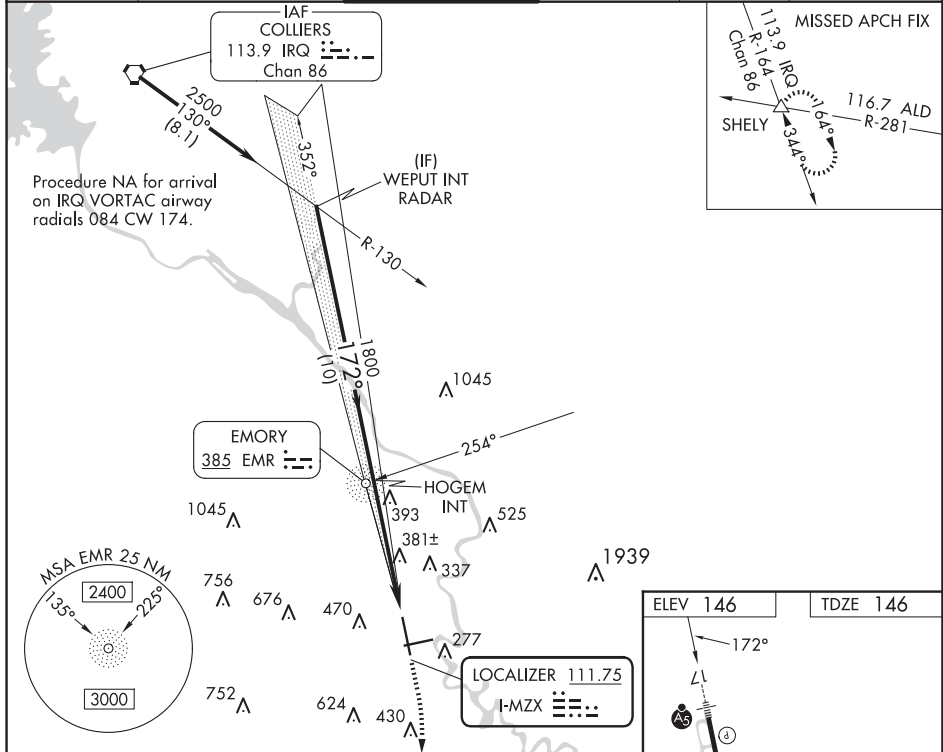 IAF
COLLIERS
113.9 IRQ
Chan 86
MISSED APCH FIX
113.9 IRQ
R-164
Chan 86
116.7 ALD
R-281
SHELY
164°
344°
2500
130°
(8.1)
352°
(IF)
WEPUT INT
RADAR
Procedure NA for arrival
on IRQ VORTAC airway
radials 084 CW 174.
R-130
1800
172°
(10)
1045
254°
EMORY
385 EMR
HOGEM
INT
393
1045
525
381±
337
1939
MSA EMR 25 NM
2400
135°
225°
3000
756
676
470
277
752
624
430
LOCALIZER 111.75
I-MZX
ELEV 146
TDZE 146
172°
17
A5
P